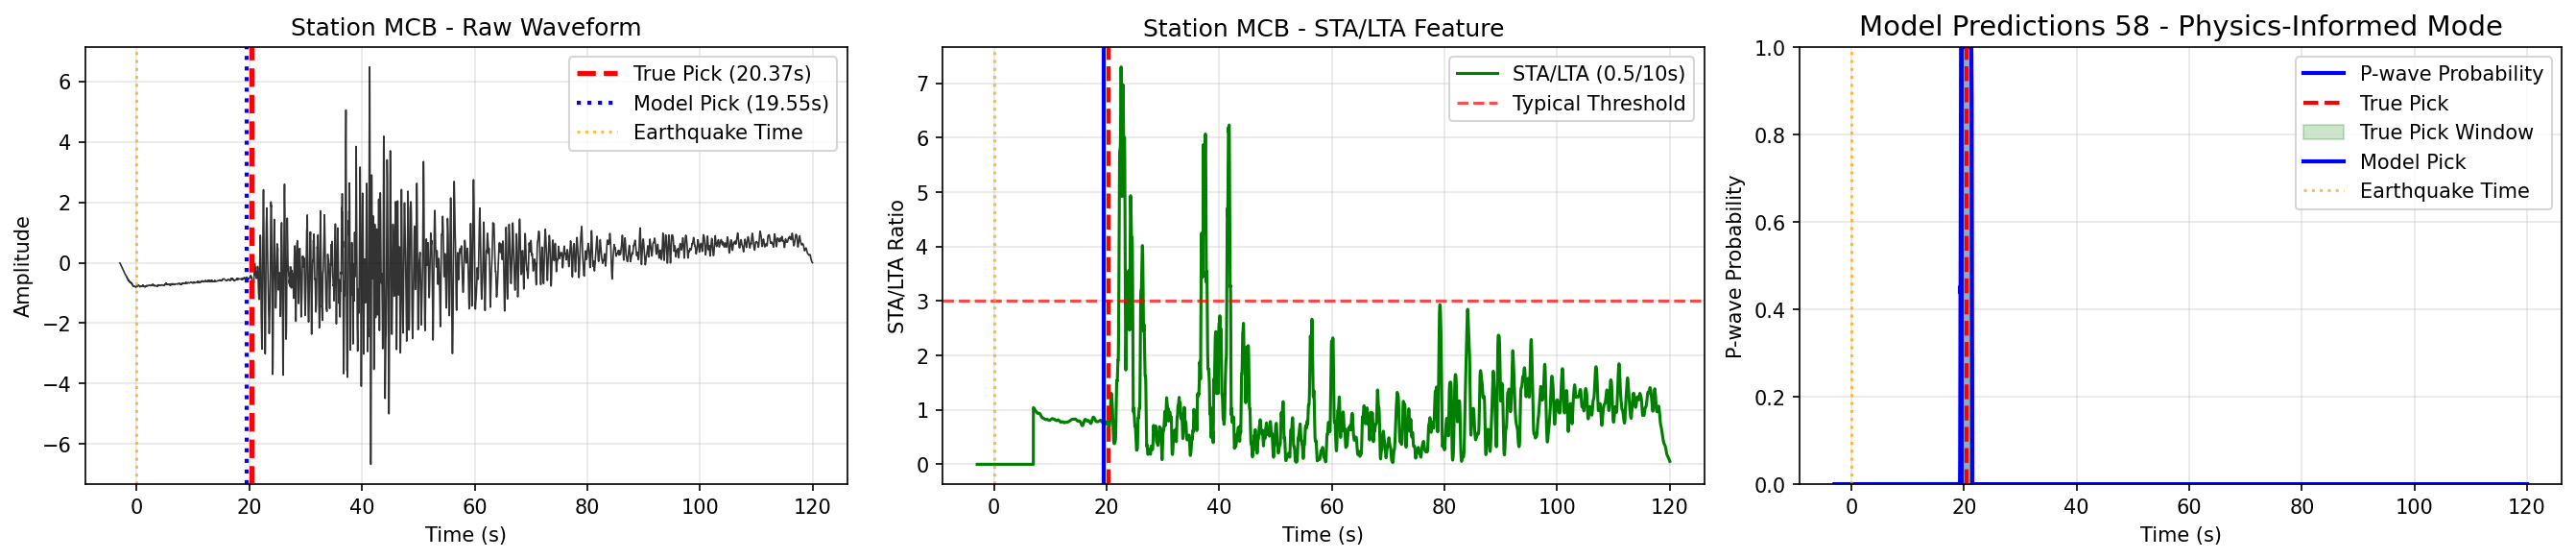 Station MCB - Raw Waveform
Amplitude
6
4
2
0
−2
−4
−6
True Pick (20.37s)
Model Pick (19.55s)
Earthquake Time
0
20
40
60
80
100
120
Time (s)
Station MCB - STA/LTA Feature
STA/LTA Ratio
7
6
5
4
3
2
1
0
STA/LTA (0.5/10s)
Typical Threshold
0
20
40
60
80
100
120
Time (s)
Model Predictions 58 - Physics-Informed Mode
P-wave Probability
1.0
0.8
0.6
0.4
0.2
0.0
P-wave Probability
True Pick
True Pick Window
Model Pick
Earthquake Time
0
20
40
60
80
100
120
Time (s)